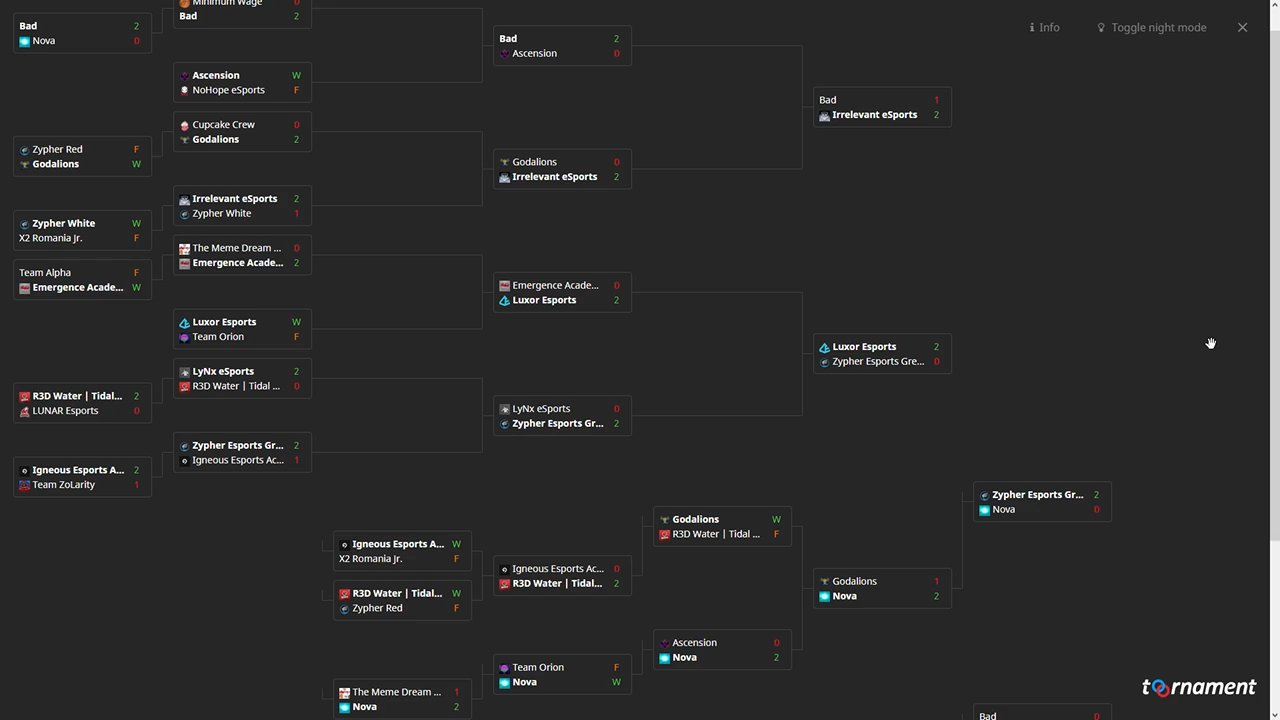 Minimum Wage 0
Bad 2
Bad 2
Nova 0
Bad 2
Ascension 0
Info
Toggle night mode
Ascension W
NoHope eSports F
Bad 1
Irrelevant eSports 2
Cupcake Crew 0
Godalions 2
Zypher Red F
Godalions W
Godalions 0
Irrelevant eSports 2
Irrelevant eSports 2
Zypher White 1
Zypher White W
X2 Romania Jr. F
The Meme Dream ... 0
Emergence Acade... 2
Team Alpha F
Emergence Acade... W
Emergence Acade... 0
Luxor Esports 2
Luxor Esports W
Team Orion F
Luxor Esports 2
Zypher Esports Gre... 0
LyNx eSports 2
R3D Water | Tidal ... 0
R3D Water | Tidal... 2
LUNAR Esports 0
LyNx eSports 0
Zypher Esports Gr... 2
Zypher Esports Gr... 2
Igneous Esports Ac... 1
Igneous Esports A... 2
Team ZoLarity 1
Zypher Esports Gr... 2
Nova 0
Godalions W
R3D Water | Tidal ... F
Igneous Esports A... W
X2 Romania Jr. F
Igneous Esports Ac... 0
R3D Water | Tidal... 2
Godalions 1
Nova 2
R3D Water | Tidal... W
Zypher Red F
Ascension 0
Nova 2
Team Orion F
Nova W
The Meme Dream ... 1
Nova 2
toornament
Bad 0